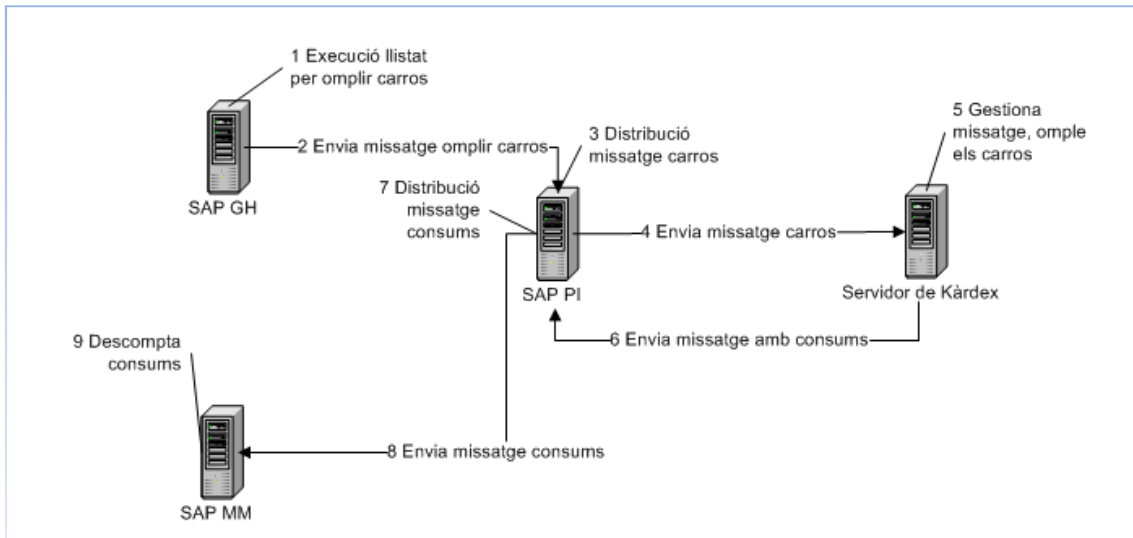 1 Execució llistat
per omplir carros
5 Gestiona
missatge, omple
els carros
3 Distribució
missatge carros
2 Envia missatge omplir carros
7 Distribució
missatge
consums
SAP GH
4 Envia missatge carros
SAP PI
Servidor de Kàrdex
6 Envia missatge amb consums
9 Descompta
consums
8 Envia missatge consums
SAP MM